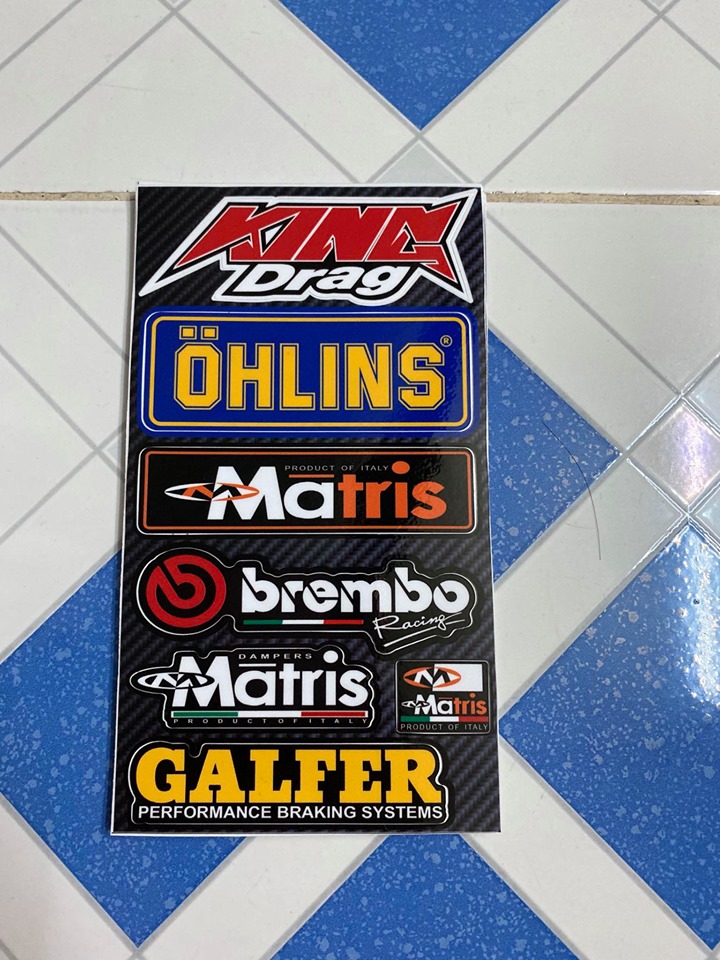 KING
Drag
ÖHLINS®
PRODUCT OF ITALY
Matris
brembo
Racing
DAMPERS
Matris
PRODUCT OF ITALY
Matris
PRODUCT OF ITALY
GALFER
PERFORMANCE BRAKING SYSTEMS